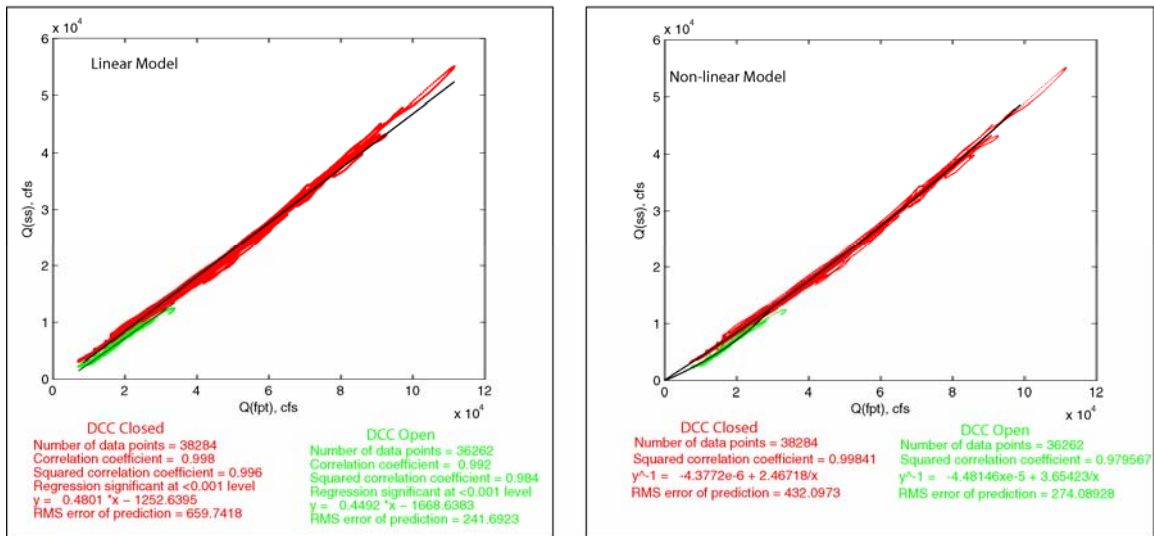 x 10⁴
6
5
4
3
2
1
0
Linear Model
Q(ss), cfs
0 2 4 6 8 10 12
Q(fpt), cfs
x 10⁴
DCC Closed
Number of data points = 38284
Correlation coefficient = 0.998
Squared correlation coefficient = 0.996
Regression significant at <0.001 level
y = 0.4801 *x − 1252.6395
RMS error of prediction = 659.7418
DCC Open
Number of data points = 36262
Correlation coefficient = 0.992
Squared correlation coefficient = 0.984
Regression significant at <0.001 level
y = 0.4492 *x − 1668.6383
RMS error of prediction = 241.6923
x 10⁴
6
5
4
3
2
1
0
Non-linear Model
Q(ss), cfs
0 2 4 6 8 10 12
Q(fpt), cfs
x 10⁴
DCC Closed
Number of data points = 38284
Squared correlation coefficient = 0.99841
y^-1 = -4.3772e-6 + 2.46718/x
RMS error of prediction = 432.0973
DCC Open
Number of data points = 36262
Squared correlation coefficient = 0.979567
y^-1 = -4.48146xe-5 + 3.65423/x
RMS error of prediction = 274.08928